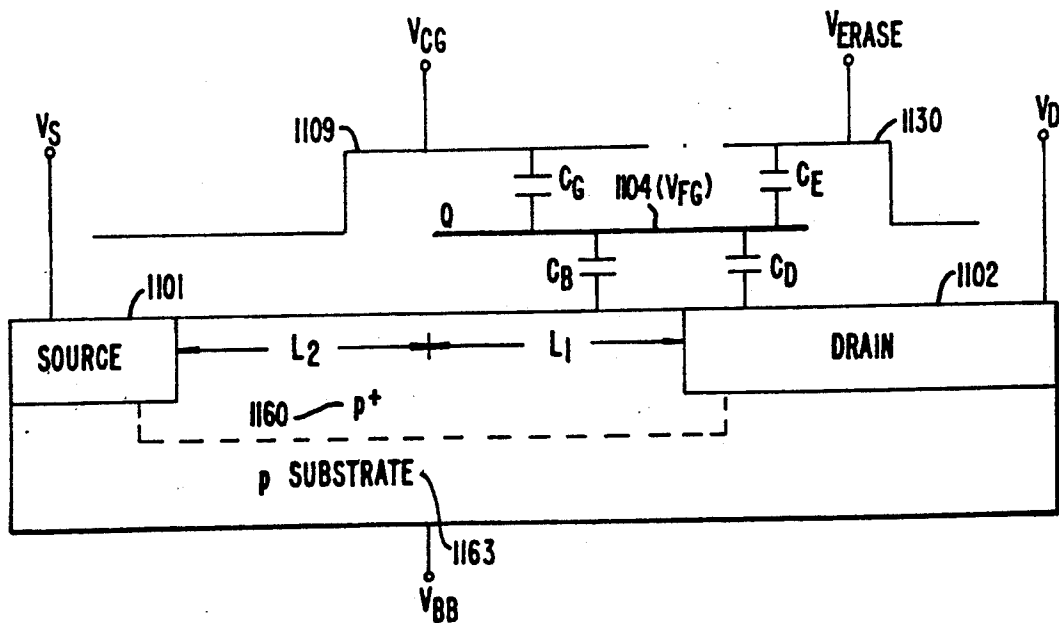 V_CG
V_ERASE
V_S
1109
1130
V_D
C_G
C_E
Q
1104 (V_FG)
C_B
C_D
1101
1102
SOURCE
L_2
L_1
DRAIN
1160
p+
p SUBSTRATE
1163
V_BB